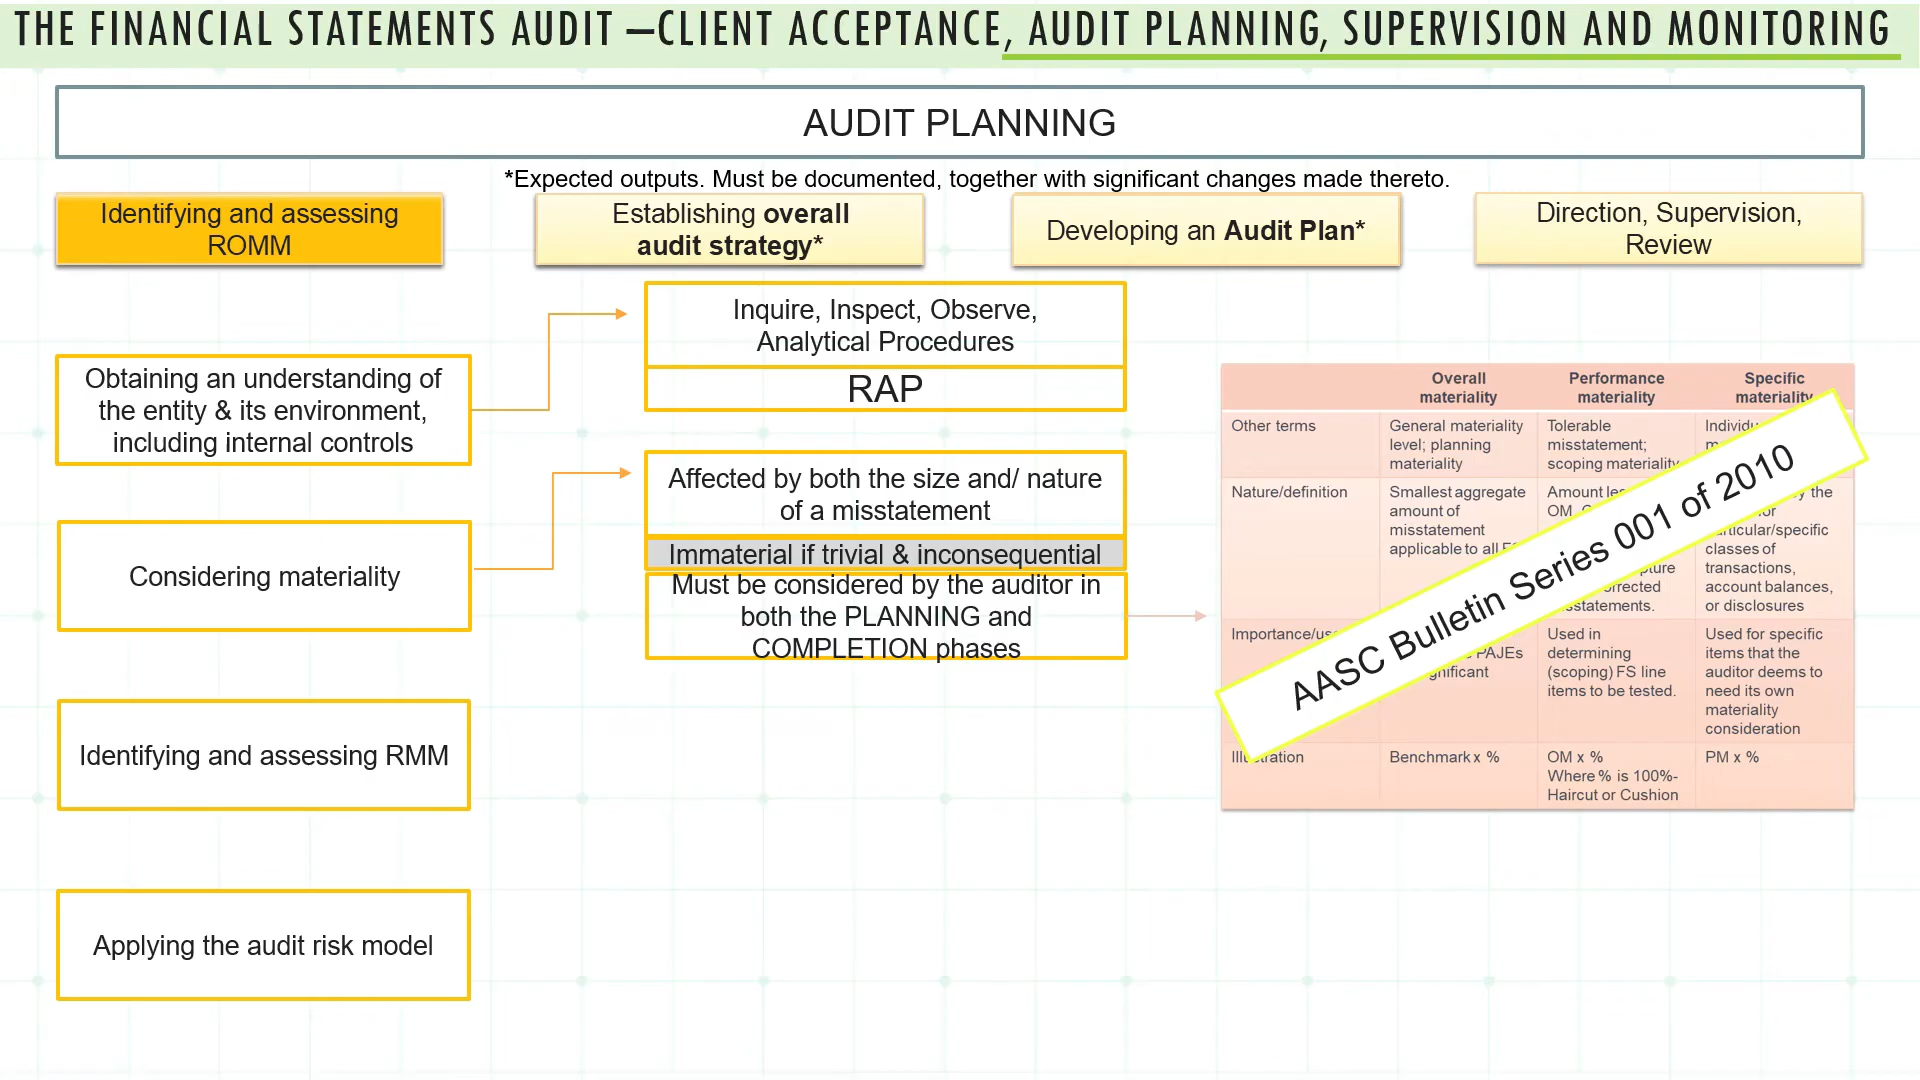 THE FINANCIAL STATEMENTS AUDIT —CLIENT ACCEPTANCE, AUDIT PLANNING, SUPERVISION AND MONITORING
AUDIT PLANNING
*Expected outputs. Must be documented, together with significant changes made thereto.
Identifying and assessing
ROMM
Establishing overall
audit strategy*
Developing an Audit Plan*
Direction, Supervision,
Review
Obtaining an understanding of
the entity & its environment,
including internal controls
Inquire, Inspect, Observe,
Analytical Procedures
RAP
Considering materiality
Affected by both the size and/ nature
of a misstatement
Immaterial if trivial & inconsequential
Must be considered by the auditor in
both the PLANNING and
COMPLETION phases
Identifying and assessing RMM
Applying the audit risk model
Overall
materiality
Performance
materiality
Specific
materiality
Other terms
General materiality
level; planning
materiality
Tolerable
misstatement;
scoping materiality
Nature/definition
Smallest aggregate
amount of
misstatement
applicable to all
Amount
OM
the
classes of
transactions,
account balances,
or disclosures
PAJEs
Used in
determining
(scoping) FS line
items to be tested.
Used for specific
items that the
auditor deems to
need its own
materiality
consideration
Benchmark x %
OM x %
Where % is 100%-
Haircut or Cushion
PM x %
AASC Bulletin Series 001 of 2010